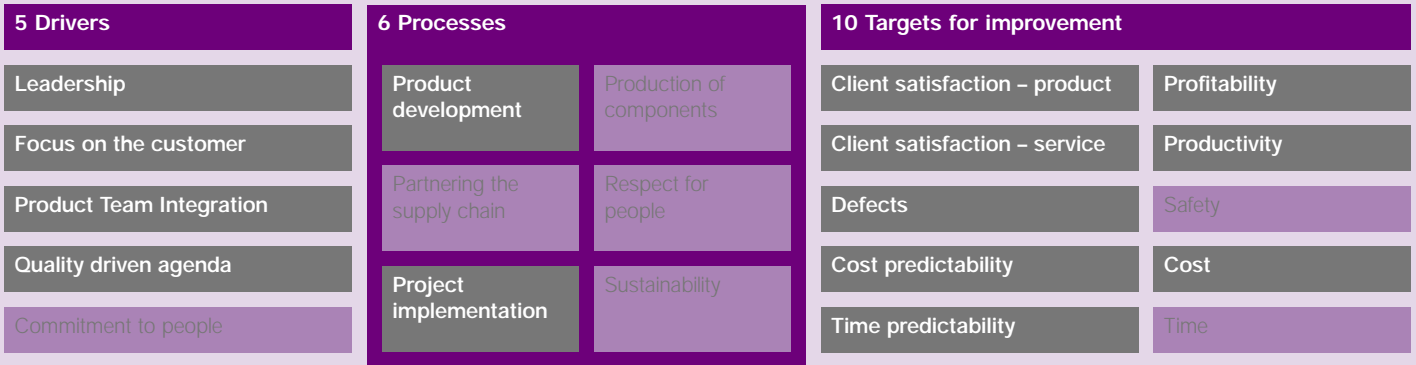 5 Drivers
Leadership
Focus on the customer
Product Team Integration
Quality driven agenda
Commitment to people
6 Processes
Product
development
Production of
components
Partnering the
supply chain
Respect for
people
Project
implementation
Sustainability
10 Targets for improvement
Client satisfaction – product
Profitability
Client satisfaction – service
Productivity
Defects
Safety
Cost predictability
Cost
Time predictability
Time